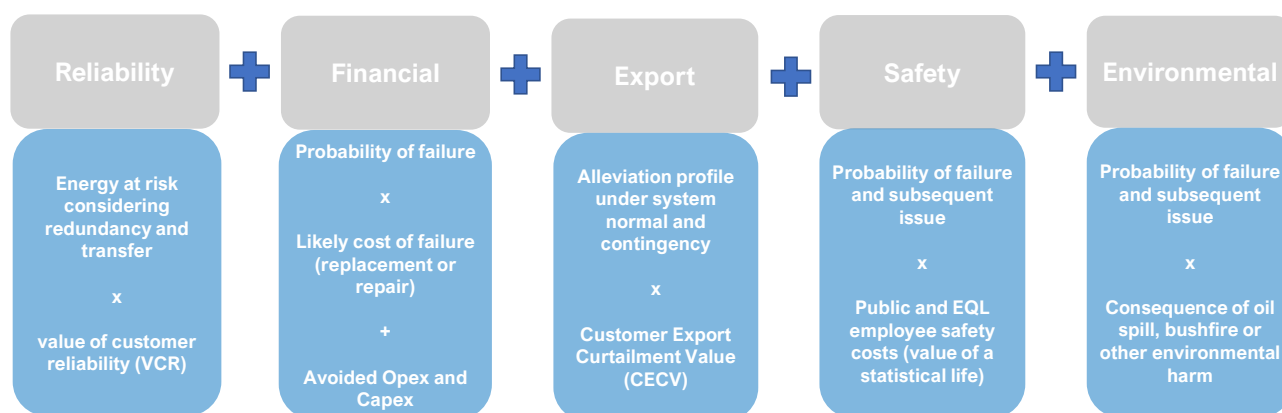 Reliability
Energy at risk
considering
redundancy and
transfer
x
value of customer
reliability (VCR)
Financial
Probability of failure
x
Likely cost of failure
(replacement or
repair)
+
Avoided Opex and
Capex
Export
Alleviation profile
under system
normal and
contingency
x
Customer Export
Curtailment Value
(CECV)
Safety
Probability of failure
and subsequent
issue
x
Public and EQL
employee safety
costs (value of a
statistical life)
Environmental
Probability of failure
and subsequent
issue
x
Consequence of oil
spill, bushfire or
other environmental
harm